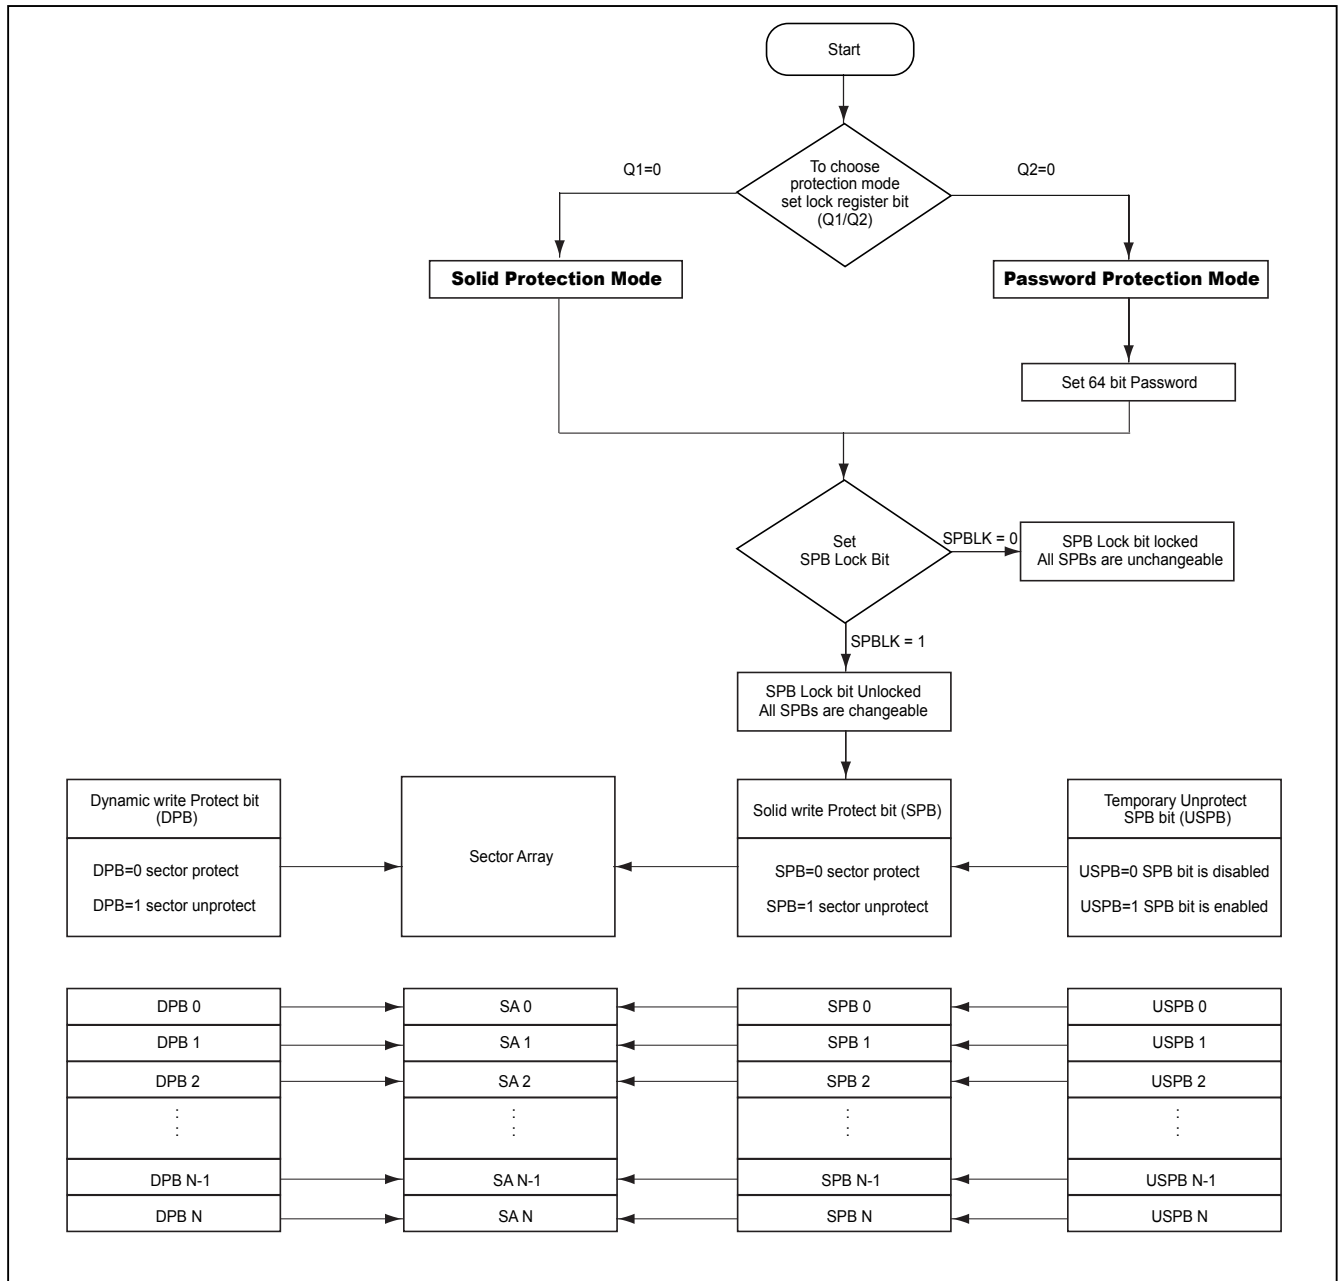 Start
To choose
protection mode
set lock register bit
(Q1/Q2)
Q1=0
Q2=0
Solid Protection Mode
Password Protection Mode
Set 64 bit Password
Set
SPB Lock Bit
SPBLK = 0
SPB Lock bit locked
All SPBs are unchangeable
SPBLK = 1
SPB Lock bit Unlocked
All SPBs are changeable
Dynamic write Protect bit
(DPB)
DPB=0 sector protect
DPB=1 sector unprotect
Sector Array
Solid write Protect bit (SPB)
SPB=0 sector protect
SPB=1 sector unprotect
Temporary Unprotect
SPB bit (USPB)
USPB=0 SPB bit is disabled
USPB=1 SPB bit is enabled
DPB 0
SA 0
SPB 0
USPB 0
DPB 1
SA 1
SPB 1
USPB 1
DPB 2
SA 2
SPB 2
USPB 2
DPB N-1
SA N-1
SPB N-1
USPB N-1
DPB N
SA N
SPB N
USPB N